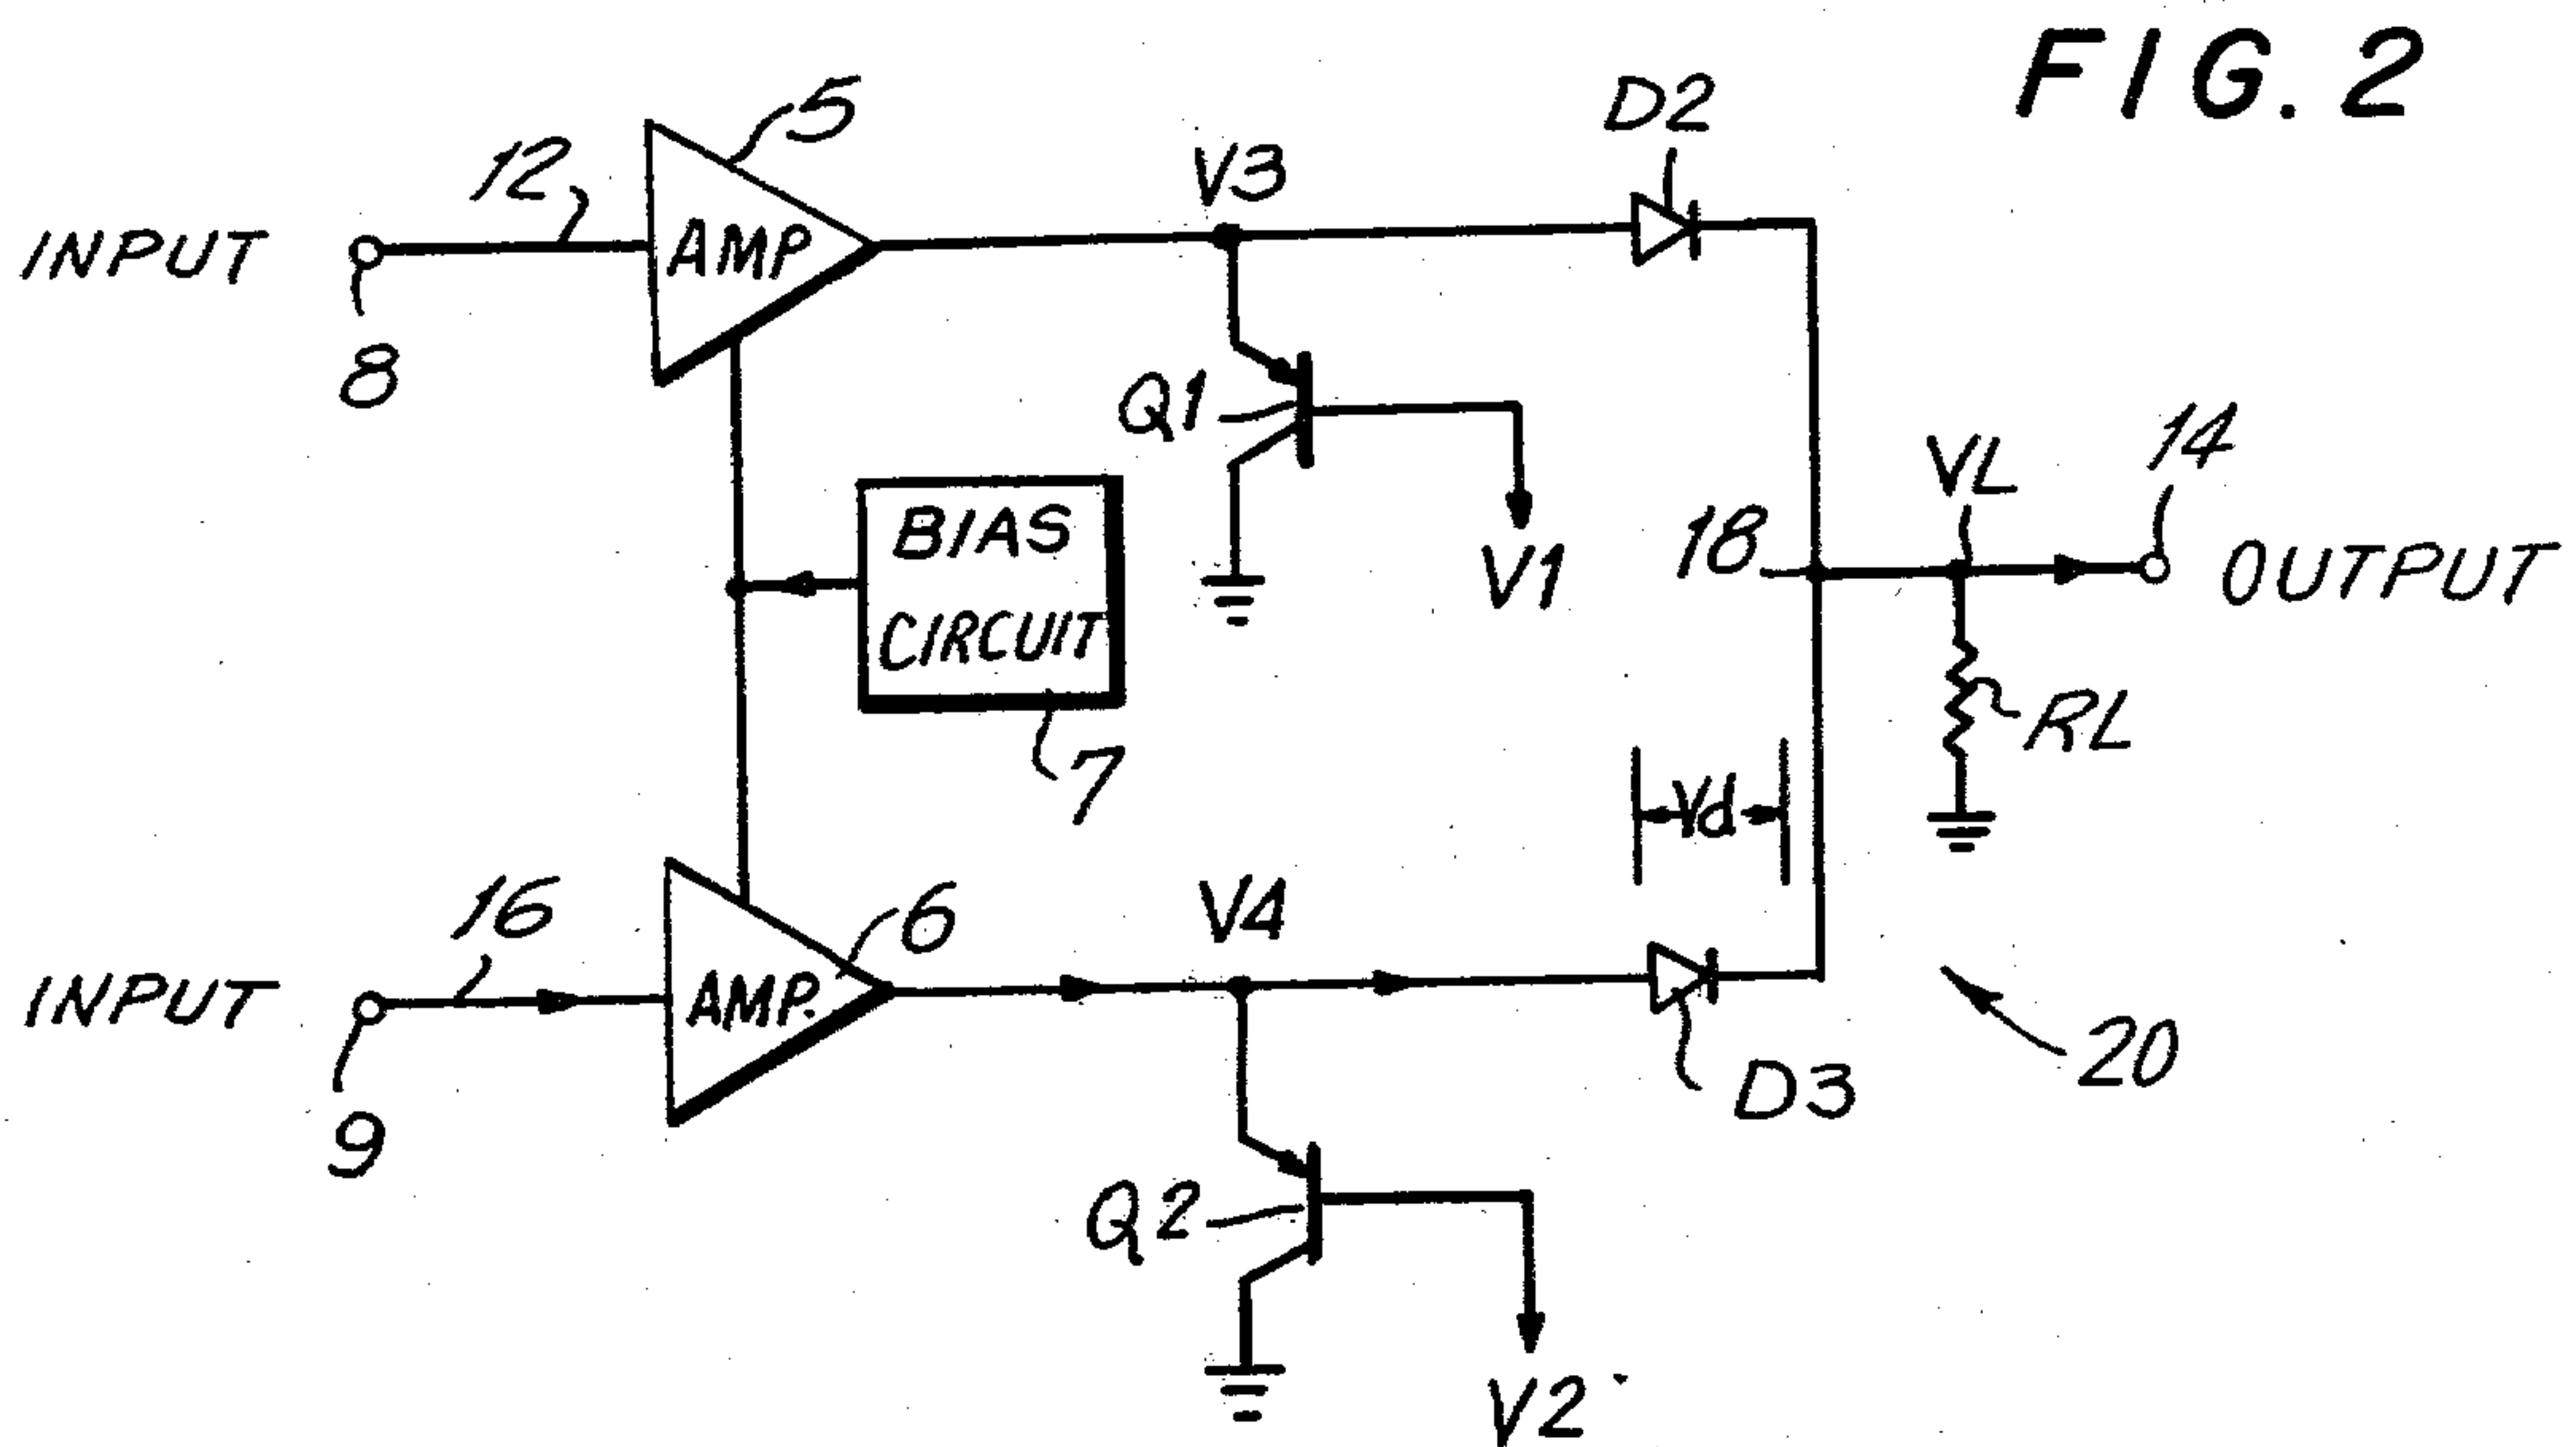 FIG. 2
5
D2
12
V3
INPUT
AMP
8
Q1
14
VL
BIAS
CIRCUIT
V1
18
OUTPUT
RL
7
Vd
16
6
V4
INPUT
AMP.
20
D3
9
Q2
V2